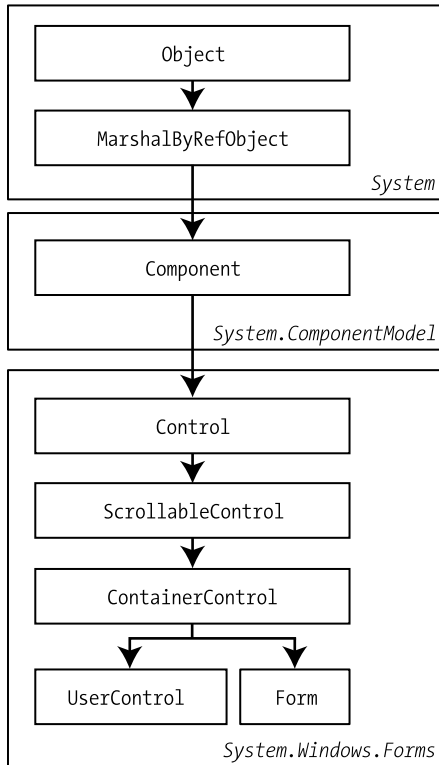 Object
MarshalByRefObject
System
Component
System.ComponentModel
Control
ScrollableControl
ContainerControl
UserControl
Form
System.Windows.Forms